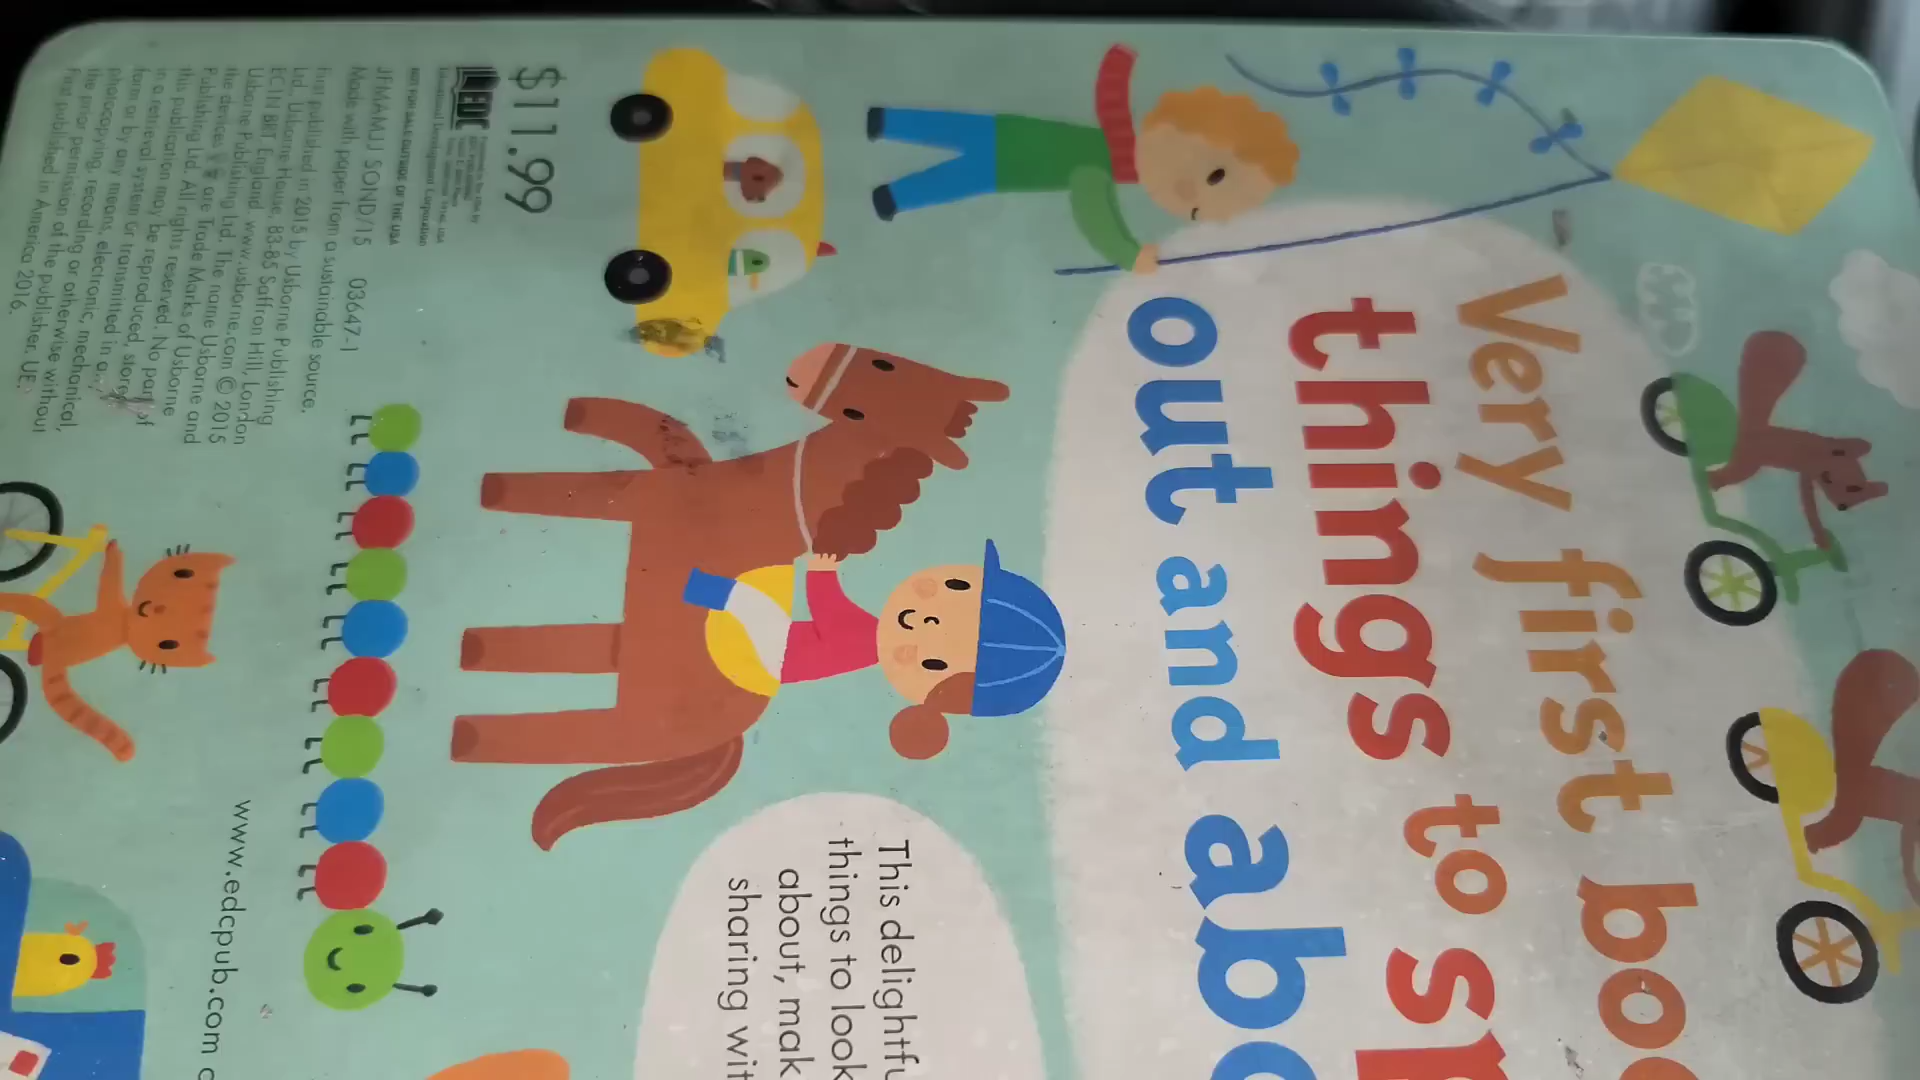 Very first boo
things to sp
out and abo
This delightfu
things to look
about, mak
sharing wit
www.edcpub.com
$11.99
EDC
Educational Development Corporation
NOT FOR SALE OUTSIDE OF THE USA
JFMAMJJ SOND/15 03647-1
Made with paper from a sustainable source.
First published in 2015 by Usborne Publishing
Ltd., Usborne House, 83-85 Saffron Hill, London
EC1N 8RT, England. www.usborne.com © 2015
Usborne Publishing Ltd. The name Usborne and
the devices are Trade Marks of Usborne
Publishing Ltd. All rights reserved. No part of
this publication may be reproduced, stored
in a retrieval system or transmitted in a
form or by any means, electronic, mechanical,
photocopying, recording or otherwise without
the prior permission of the publisher. UE.
First published in America 2016.